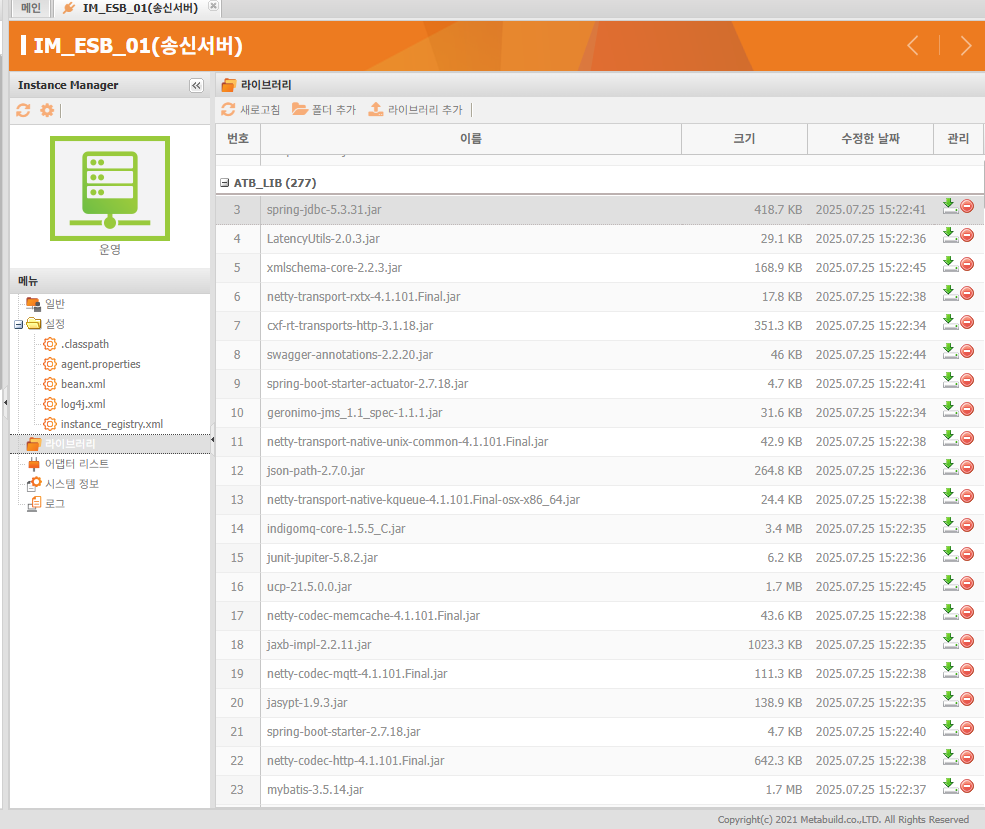 메인 IM_ESB_01(송신서버)
IM_ESB_01(송신서버)
Instance Manager
운영
메뉴
일반
설정
.classpath
agent.properties
bean.xml
log4j.xml
instance_registry.xml
라이브러리
어댑터 리스트
시스템 정보
로그
라이브러리
새로고침 폴더 추가 라이브러리 추가
번호 이름 크기 수정한 날짜 관리
ATB_LIB (277)
3 spring-jdbc-5.3.31.jar 418.7 KB 2025.07.25 15:22:41
4 LatencyUtils-2.0.3.jar 29.1 KB 2025.07.25 15:22:36
5 xmlschema-core-2.2.3.jar 168.9 KB 2025.07.25 15:22:45
6 netty-transport-rxtx-4.1.101.Final.jar 17.8 KB 2025.07.25 15:22:38
7 cxf-rt-transports-http-3.1.18.jar 351.3 KB 2025.07.25 15:22:34
8 swagger-annotations-2.2.20.jar 46 KB 2025.07.25 15:22:44
9 spring-boot-starter-actuator-2.7.18.jar 4.7 KB 2025.07.25 15:22:41
10 geronimo-jms_1.1_spec-1.1.1.jar 31.6 KB 2025.07.25 15:22:34
11 netty-transport-native-unix-common-4.1.101.Final.jar 42.9 KB 2025.07.25 15:22:38
12 json-path-2.7.0.jar 264.8 KB 2025.07.25 15:22:36
13 netty-transport-native-kqueue-4.1.101.Final-osx-x86_64.jar 24.4 KB 2025.07.25 15:22:38
14 indigomq-core-1.5.5_C.jar 3.4 MB 2025.07.25 15:22:35
15 junit-jupiter-5.8.2.jar 6.2 KB 2025.07.25 15:22:36
16 ucp-21.5.0.0.jar 1.7 MB 2025.07.25 15:22:45
17 netty-codec-memcache-4.1.101.Final.jar 43.6 KB 2025.07.25 15:22:38
18 jaxb-impl-2.2.11.jar 1023.3 KB 2025.07.25 15:22:35
19 netty-codec-mqtt-4.1.101.Final.jar 111.3 KB 2025.07.25 15:22:38
20 jasypt-1.9.3.jar 138.9 KB 2025.07.25 15:22:35
21 spring-boot-starter-2.7.18.jar 4.7 KB 2025.07.25 15:22:40
22 netty-codec-http-4.1.101.Final.jar 642.3 KB 2025.07.25 15:22:38
23 mybatis-3.5.14.jar 1.7 MB 2025.07.25 15:22:37
Copyright(c) 2021 Metabuild.co.,LTD. All Rights Reserved